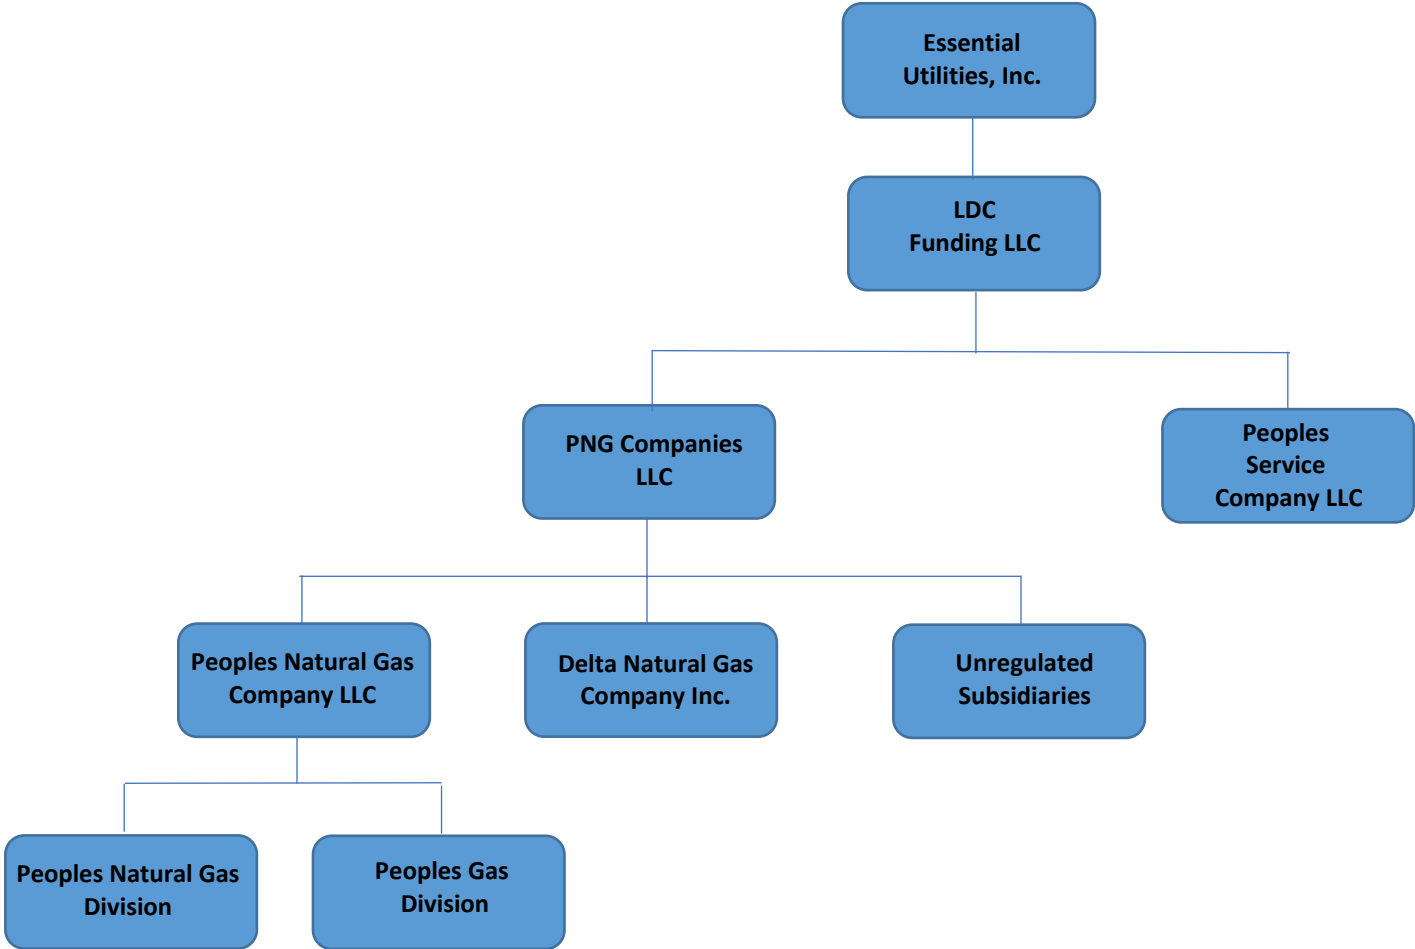 Essential
Utilities, Inc.
LDC
Funding LLC
PNG Companies
LLC
Peoples
Service
Company LLC
Peoples Natural Gas
Company LLC
Delta Natural Gas
Company Inc.
Unregulated
Subsidiaries
Peoples Natural Gas
Division
Peoples Gas
Division